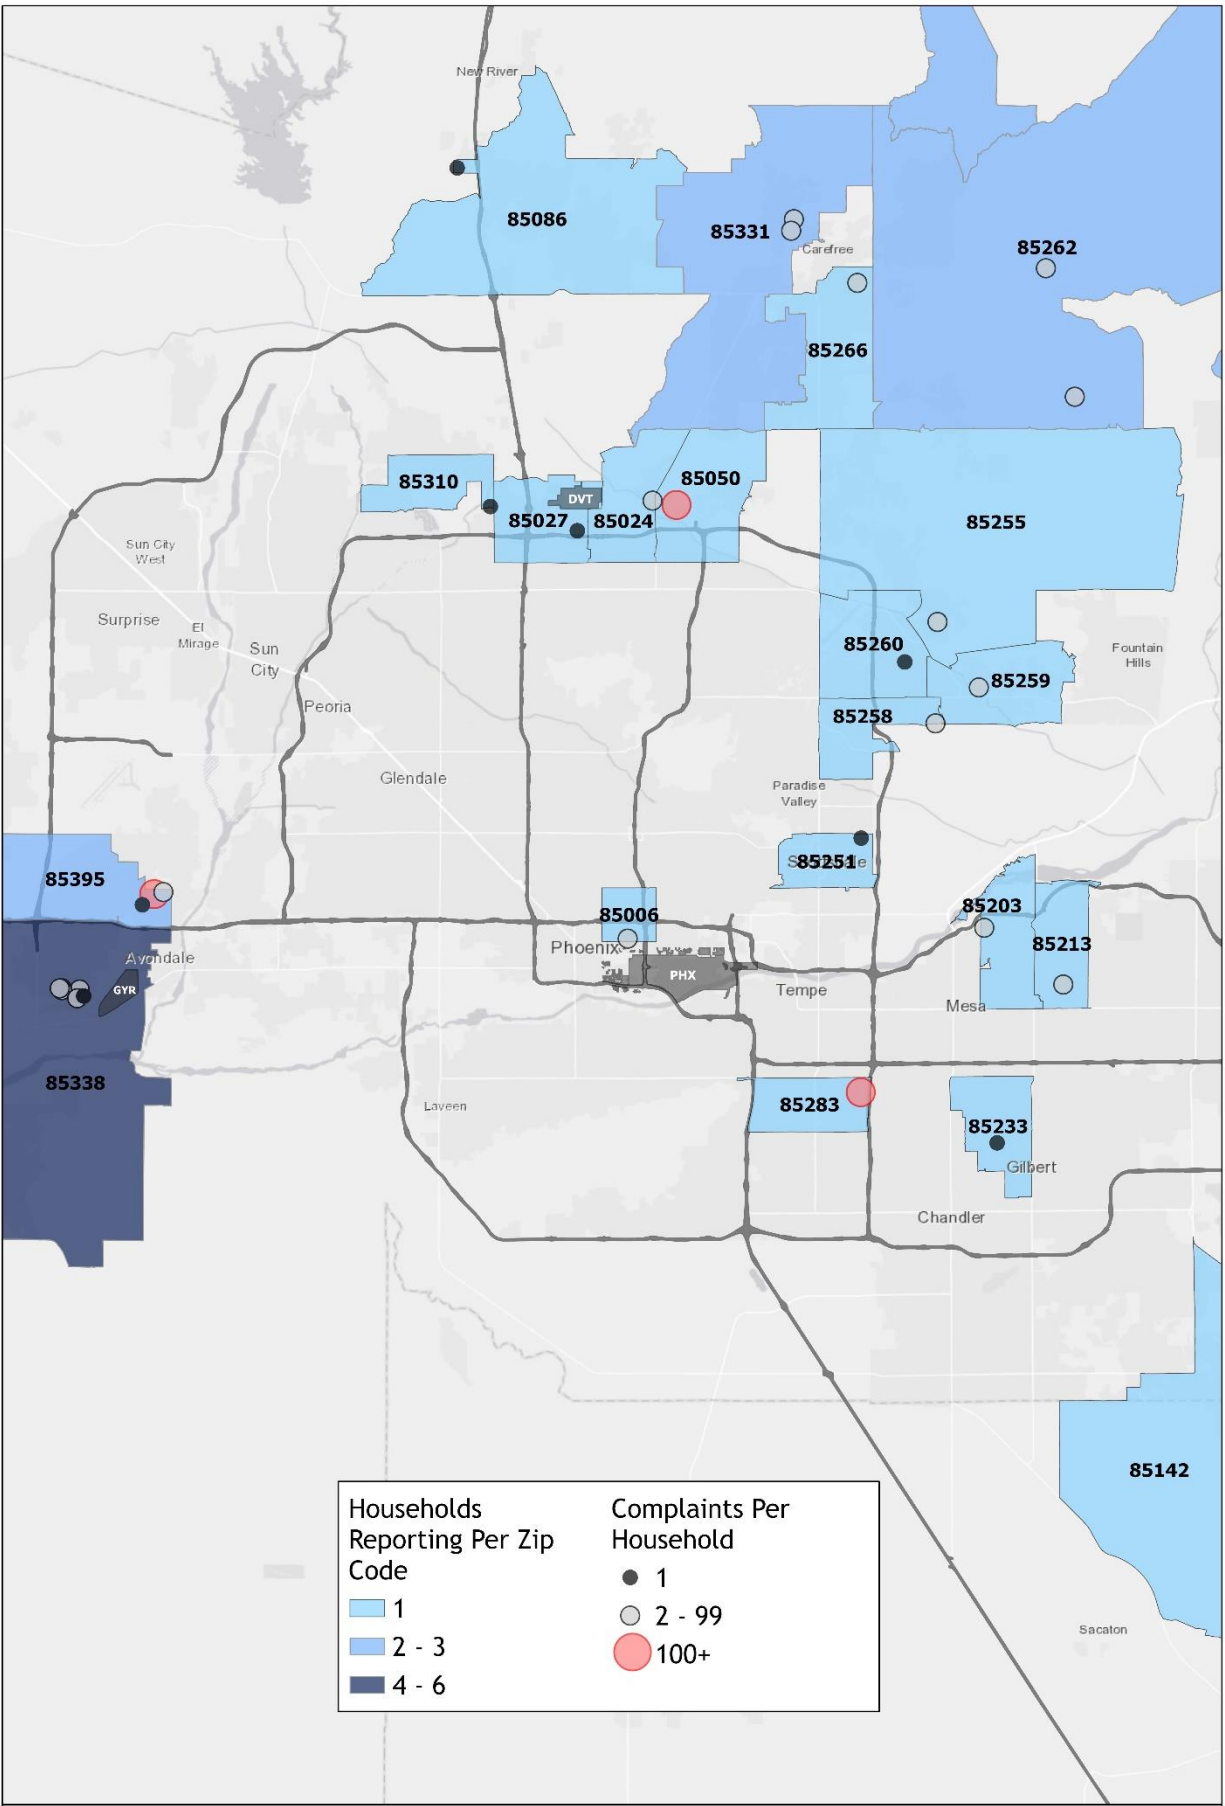 New River
85086
85331
Carefree
85262
85266
85310
85050
DVT
85027
85024
85255
Sun City
West
Surprise
El
Mirage
Sun
City
85260
Fountain
Hills
85259
Peoria
85258
Glendale
Paradise
Valley
85251
85395
85203
85006
85213
Phoenix
Avondale
PHX
GYR
Tempe
Mesa
85338
85283
Laveen
85233
Gilbert
Chandler
85142
Households
Reporting Per Zip
Code
1
2 - 3
4 - 6
Complaints Per
Household
1
2 - 99
100+
Sacaton